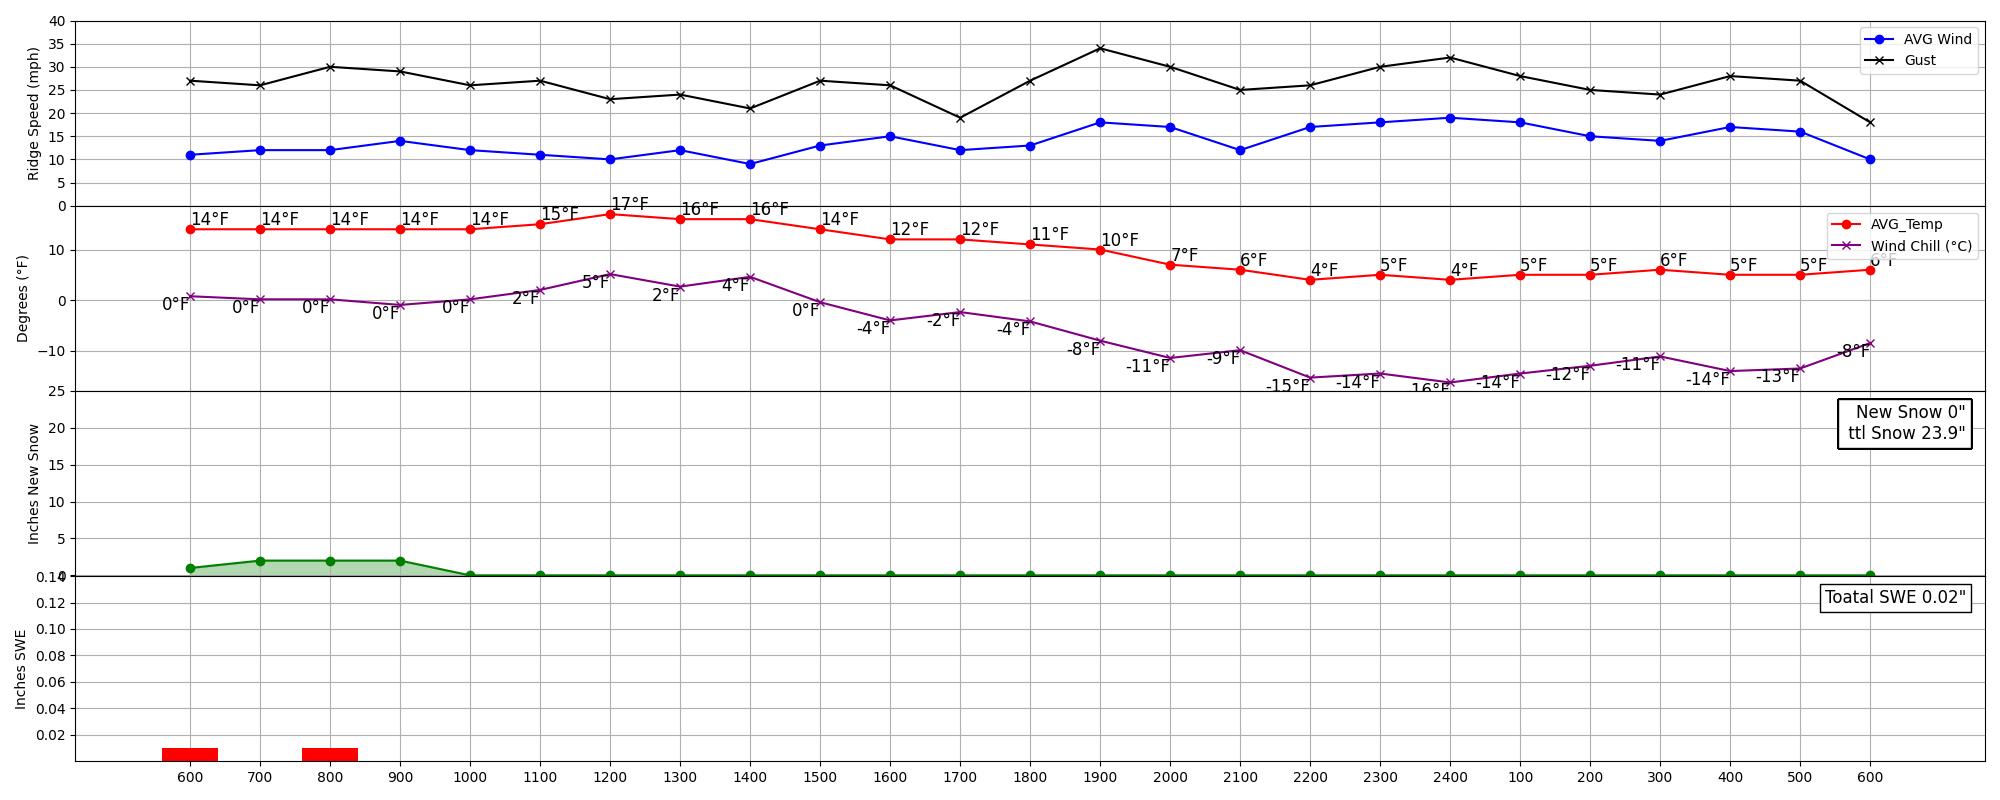 40
35
30
25
20
15
10
5
0
Ridge Speed (mph)
AVG Wind
Gust
10
0
−10
Degrees (°F)
14°F 14°F 14°F 14°F 14°F 15°F 17°F 16°F 16°F 14°F 12°F 12°F 11°F 10°F 7°F 6°F 4°F 5°F 4°F 5°F 5°F 6°F 5°F 5°F 6°F
AVG_Temp
Wind Chill (°C)
0°F 0°F 0°F 0°F 0°F 2°F 5°F 2°F 4°F 0°F -4°F -2°F -4°F -8°F -11°F -9°F -15°F -14°F -16°F -14°F -12°F -11°F -14°F -13°F -8°F
25
20
15
10
5
0
Inches New Snow
New Snow 0"
ttl Snow 23.9"
0.14
0.12
0.10
0.08
0.06
0.04
0.02
Inches SWE
Toatal SWE 0.02"
600 700 800 900 1000 1100 1200 1300 1400 1500 1600 1700 1800 1900 2000 2100 2200 2300 2400 100 200 300 400 500 600